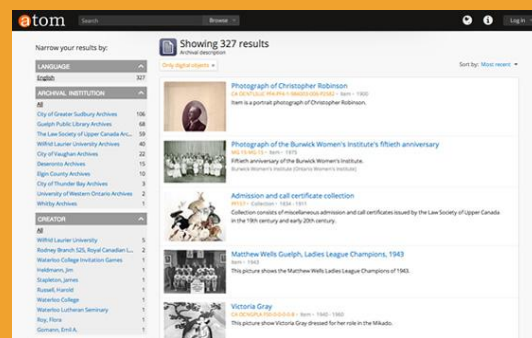 atom
Search
Browse
Log in
Narrow your results by:
LANGUAGE
English 327
ARCHIVAL INSTITUTION
All
City of Greater Sudbury Archives 106
Guelph Public Library Archives 68
The Law Society of Upper Canada Arc... 59
Wilfrid Laurier University Archives 40
City of Vaughan Archives 22
Deseronto Archives 15
Elgin County Archives 10
City of Thunder Bay Archives 3
University of Western Ontario Archives 2
Whitby Archives 1
CREATOR
All
Wilfrid Laurier University 5
Rodney Branch 525, Royal Canadian L... 2
Waterloo College Invitation Games 1
Heldmann, Jim 1
Stapleton, James 1
Russell, Harold 1
Waterloo College 1
Waterloo Lutheran Seminary 1
Roy, Flora 1
Gomann, Emil A. 1
Showing 327 results
Archival description
Only digital objects
Sort by: Most recent
Photograph of Christopher Robinson
Item - 1900
Item is a portrait photograph of Christopher Robinson.
Photograph of the Burwick Women's Institute's fiftieth anniversary
Item - 1975
Fiftieth anniversary of the Burwick Women's Institute.
Burwick Women's Institute (Ontario Women's Institute)
Admission and call certificate collection
PF157 - Collection - 1834 - 1911
Collection consists of miscellaneous admission and call certificates issued by the Law Society of Upper Canada
in the 19th century and early 20th century.
Matthew Wells Guelph, Ladies League Champions, 1943
Item - 1943
This picture shows the Matthew Wells Ladies League Champions of 1943.
Victoria Gray
Item - 1940 - 1960
This picture show Victoria Gray dressed for her role in the Mikado.